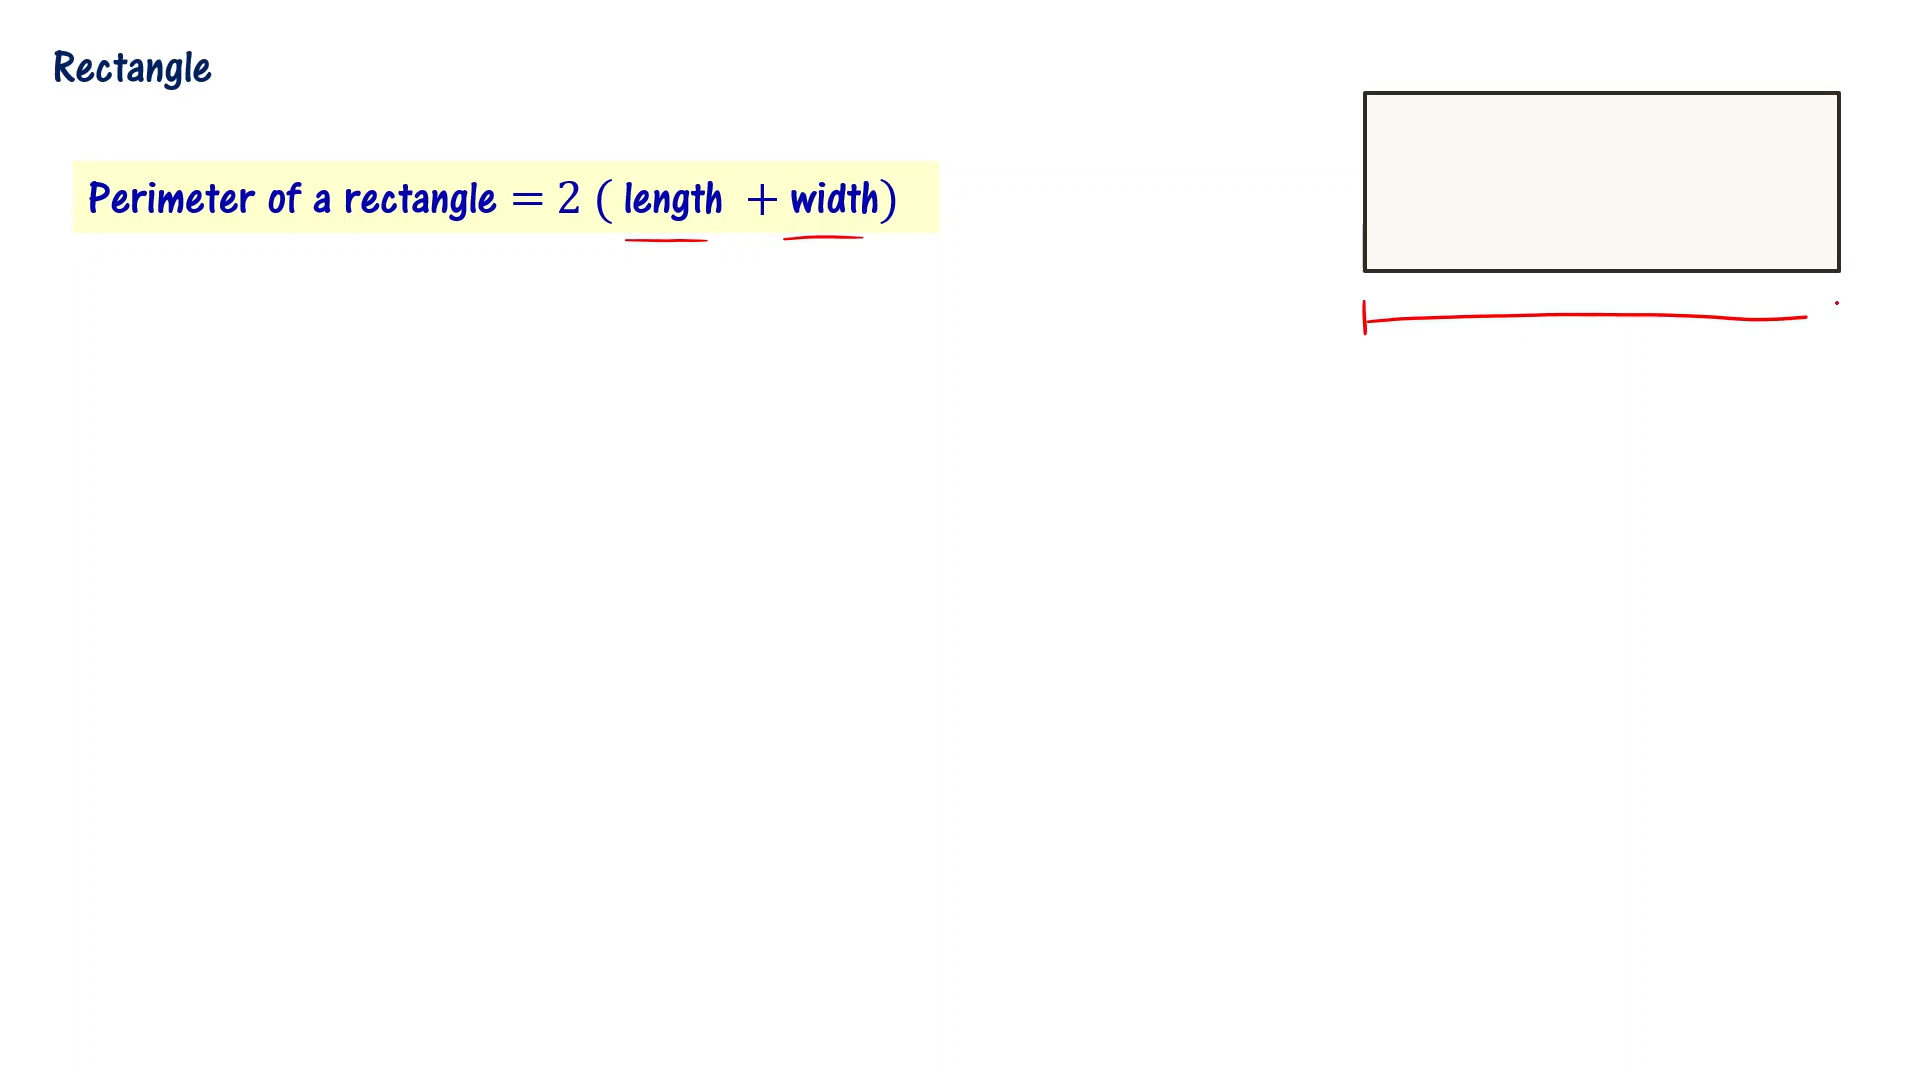 Rectangle
Perimeter of a rectangle = 2 ( length + width)